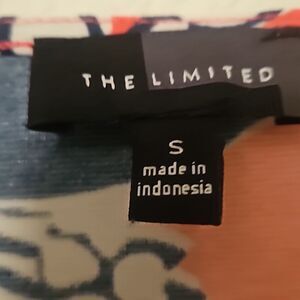 THE LIMITED
S
made in
indonesia